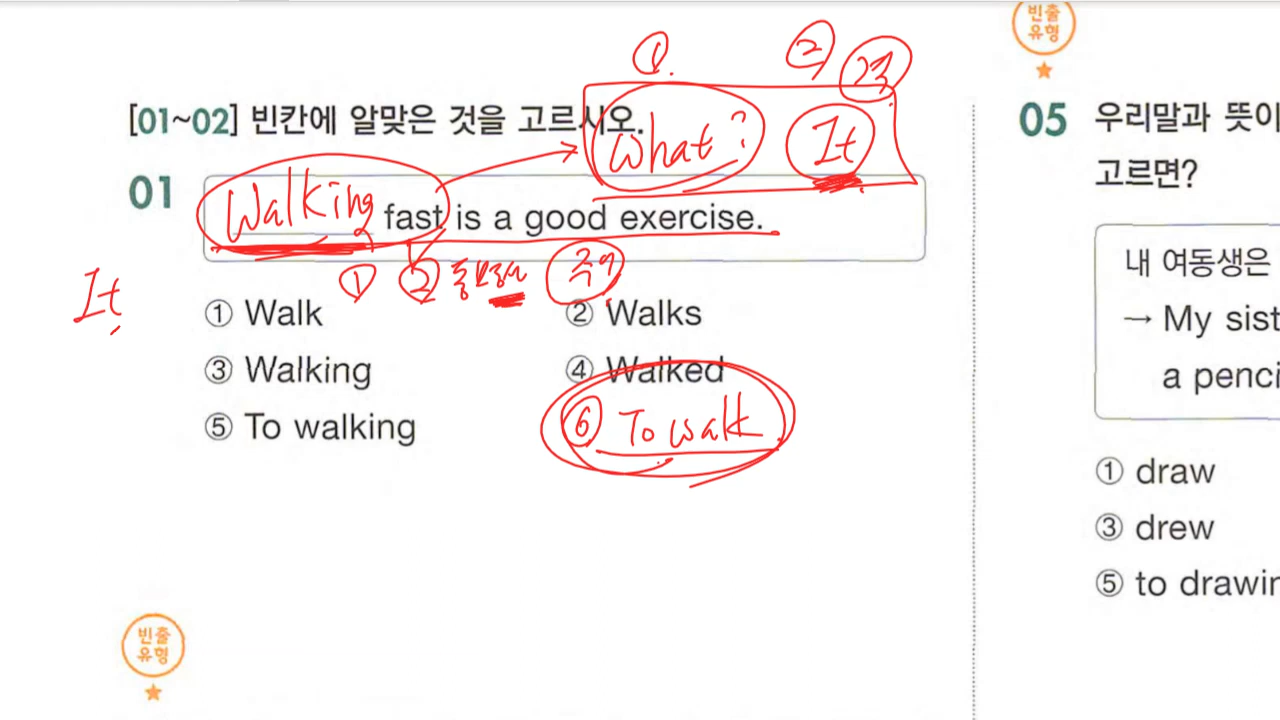 ① ②
빈출
유형
[01~02] 빈칸에 알맞은 것을 고르시오.
What? It
01 Walking fast is a good exercise.
① ② 주어
It
① Walk ② Walks
③ Walking ④ Walked
⑤ To walking ⑥ To walk
빈출
유형
05 우리말과 뜻이
고르면?
내 여동생은
→ My sist
a penci
① draw
③ drew
⑤ to drawin